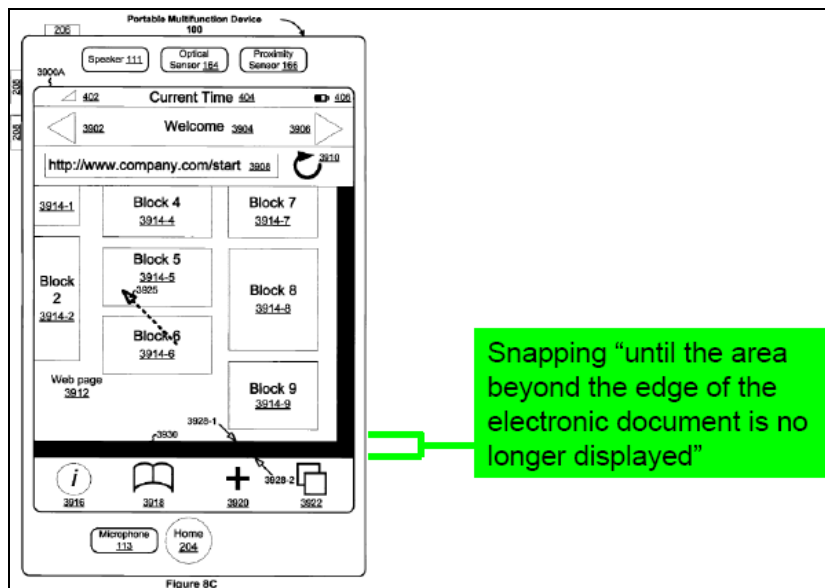 Portable Multifunction Device
100
206
Speaker 111
Optical
Sensor 164
Proximity
Sensor 166
3900A
208
208
402
Current Time 404
406
3902
Welcome 3904
3906
http://www.company.com/start 3908
3910
3914-1
Block 4
3914-4
Block 7
3914-7
Block 5
3914-5
3925
Block
2
3914-2
Block 8
3914-8
Block 6
3914-6
Web page
3912
Block 9
3914-9
3928-1
3930
i
3928-2
3916
3918
3920
3922
Microphone
113
Home
204
Figure 8C
Snapping “until the area
beyond the edge of the
electronic document is no
longer displayed”